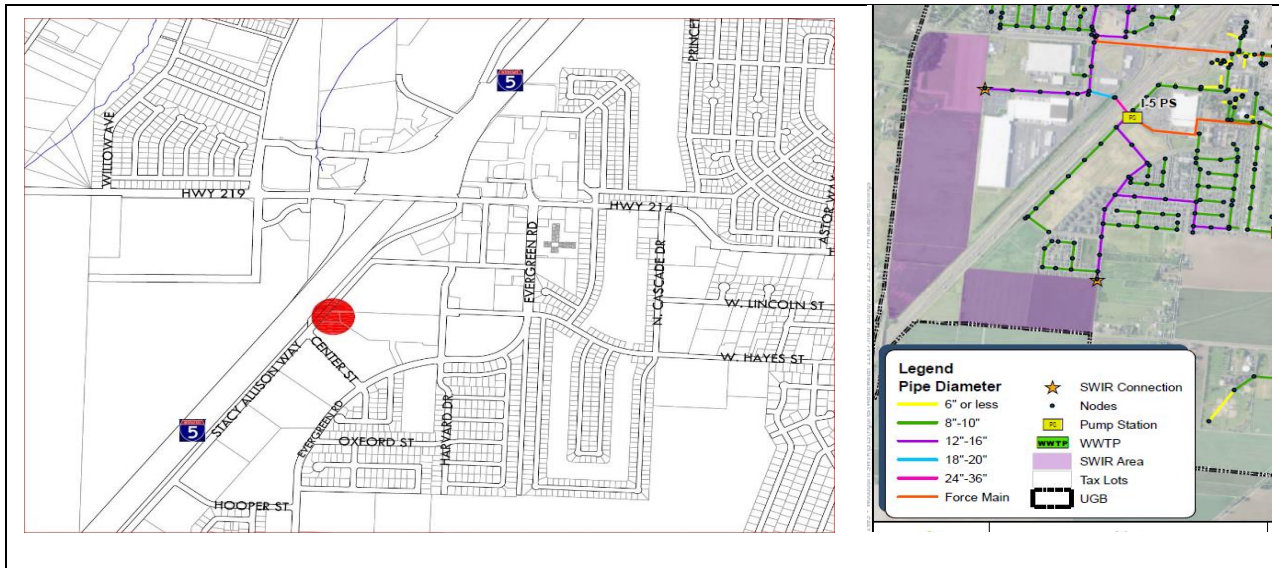 5
PRINCET
WILLOW AVE
HWY 219
HWY 214
ASTOR WAY
EVERGREEN RD
N. CASCADE DR
W. LINCOLN ST
CENTER ST
W. HAYES ST
STACY ALLISON WAY
5
EVERGREEN RD
HARVARD DR
OXFORD ST
HOOPER ST
I-5 PS
PS
Legend
Pipe Diameter
6" or less
8"-10"
12"-16"
18"-20"
24"-36"
Force Main
SWIR Connection
Nodes
PS Pump Station
WWTP WWTP
SWIR Area
Tax Lots
UGB